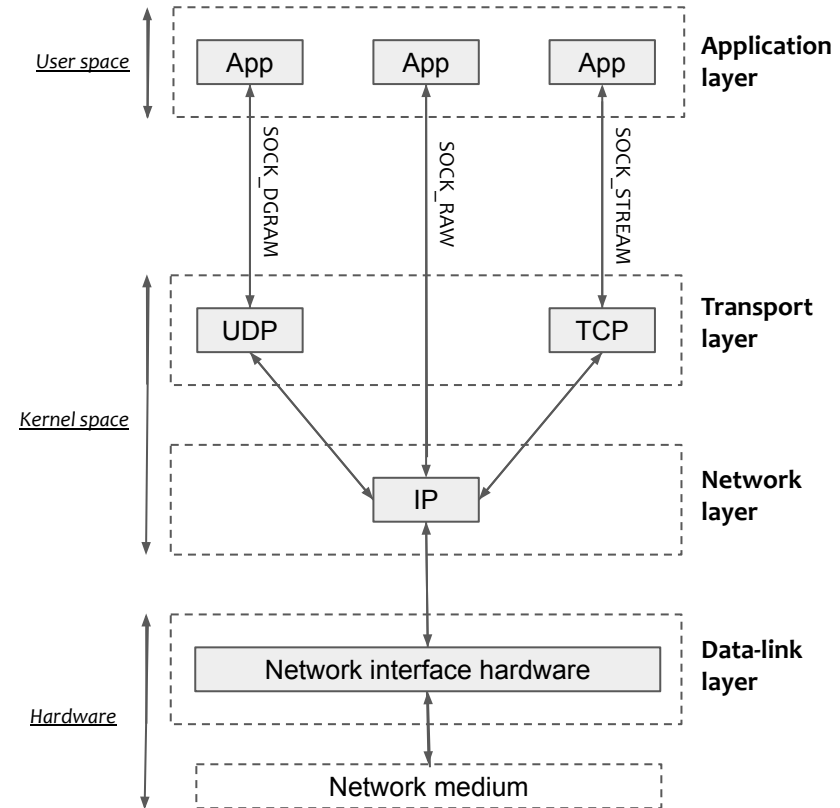 User space
App
App
App
Application
layer
SOCK_DGRAM
SOCK_RAW
SOCK_STREAM
Kernel space
UDP
TCP
Transport
layer
IP
Network
layer
Hardware
Network interface hardware
Data-link
layer
Network medium